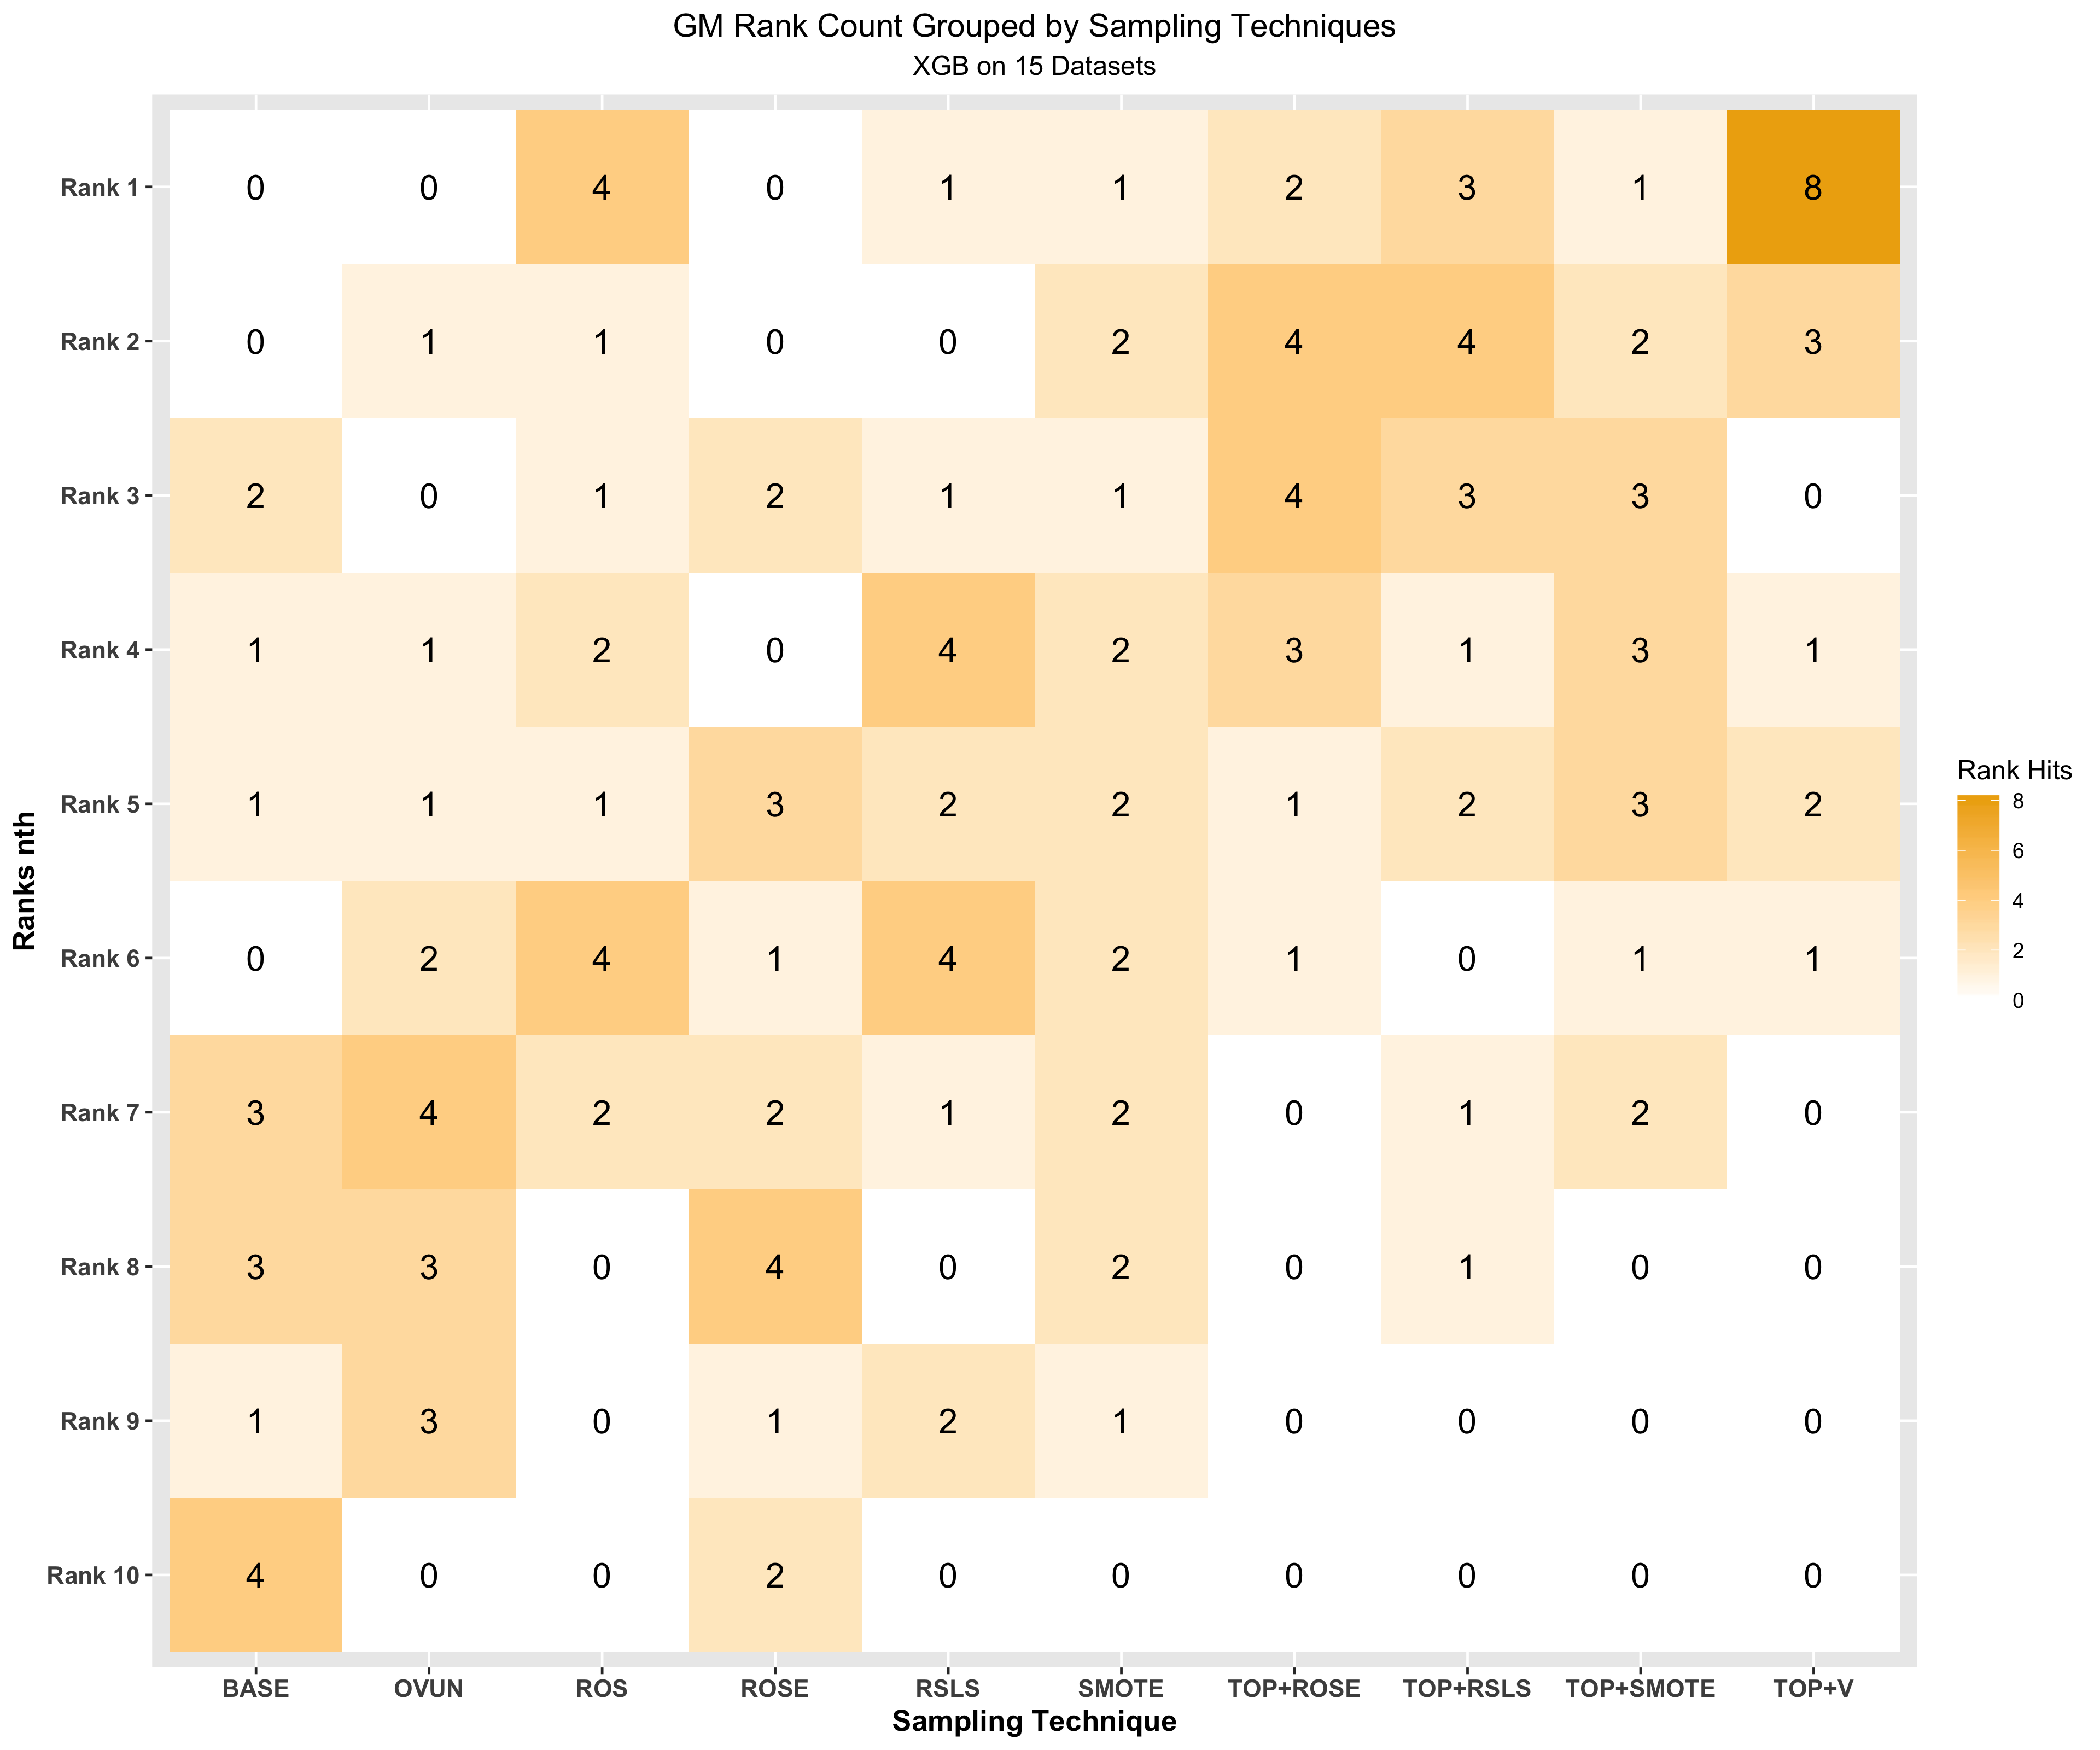 GM Rank Count Grouped by Sampling Techniques
XGB on 15 Datasets
Ranks nth
Rank 1 0 0 4 0 1 1 2 3 1 8
Rank 2 0 1 1 0 0 2 4 4 2 3
Rank 3 2 0 1 2 1 1 4 3 3 0
Rank 4 1 1 2 0 4 2 3 1 3 1
Rank 5 1 1 1 3 2 2 1 2 3 2
Rank 6 0 2 4 1 4 2 1 0 1 1
Rank 7 3 4 2 2 1 2 0 1 2 0
Rank 8 3 3 0 4 0 2 0 1 0 0
Rank 9 1 3 0 1 2 1 0 0 0 0
Rank 10 4 0 0 2 0 0 0 0 0 0
BASE OVUN ROS ROSE RSLS SMOTE TOP+ROSE TOP+RSLS TOP+SMOTE TOP+V
Sampling Technique
Rank Hits
8
6
4
2
0